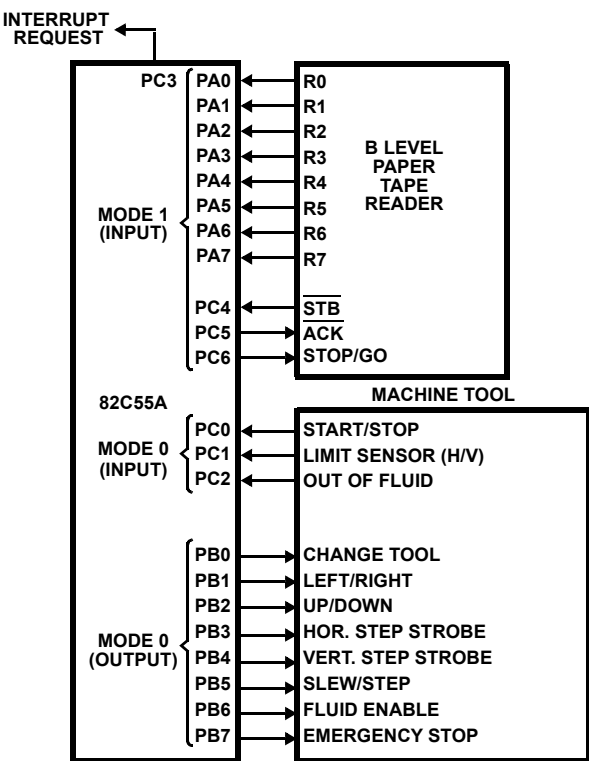 INTERRUPT
REQUEST
PC3
PA0
PA1
PA2
PA3
PA4
PA5
PA6
PA7
MODE 1
(INPUT)
PC4
PC5
PC6
R0
R1
R2
R3
R4
R5
R6
R7
B LEVEL
PAPER
TAPE
READER
STB
ACK
STOP/GO
MACHINE TOOL
82C55A
MODE 0
(INPUT)
PC0
PC1
PC2
START/STOP
LIMIT SENSOR (H/V)
OUT OF FLUID
MODE 0
(OUTPUT)
PB0
PB1
PB2
PB3
PB4
PB5
PB6
PB7
CHANGE TOOL
LEFT/RIGHT
UP/DOWN
HOR. STEP STROBE
VERT. STEP STROBE
SLEW/STEP
FLUID ENABLE
EMERGENCY STOP